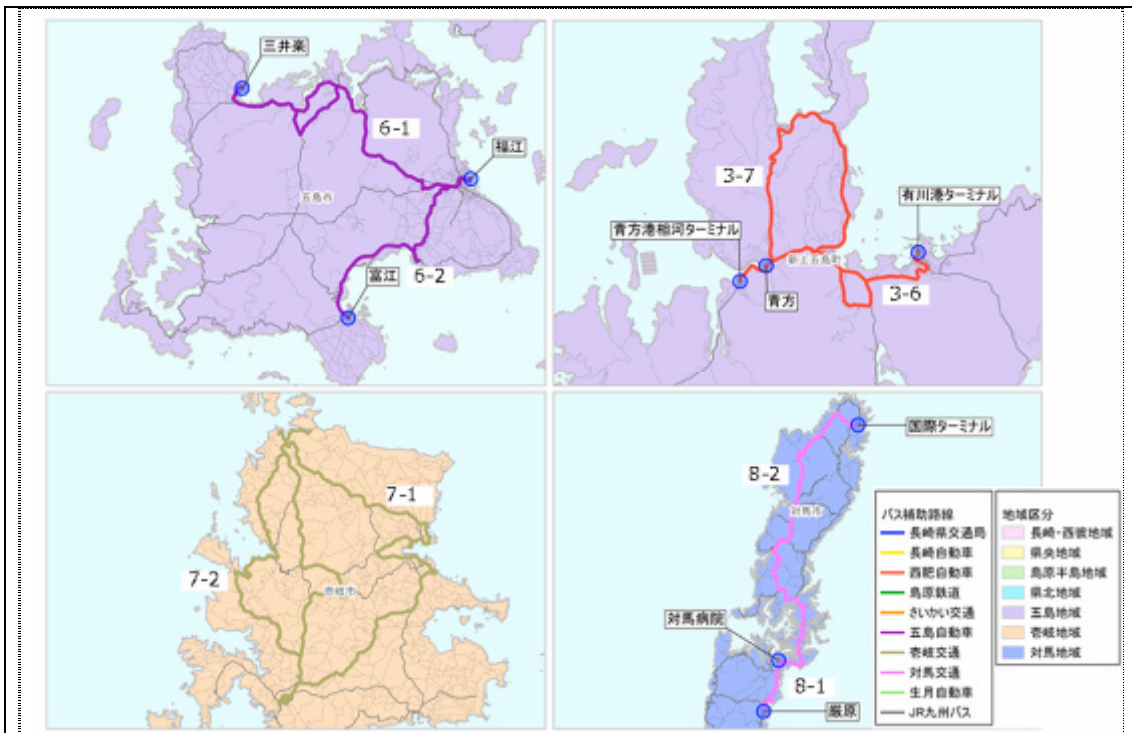 三井楽
6-1
福江
五島市
6-2
富江
3-7
有川港ターミナル
青方港相河ターミナル
新上五島町
青方
3-6
7-1
7-2
壱岐市
国際ターミナル
8-2
対馬市
対馬病院
8-1
厳原
バス補助路線
長崎県交通局
長崎自動車
西肥自動車
島原鉄道
さいかい交通
五島自動車
壱岐交通
対馬交通
生月自動車
JR九州バス
地域区分
長崎・西彼地域
県央地域
島原半島地域
県北地域
五島地域
壱岐地域
対馬地域